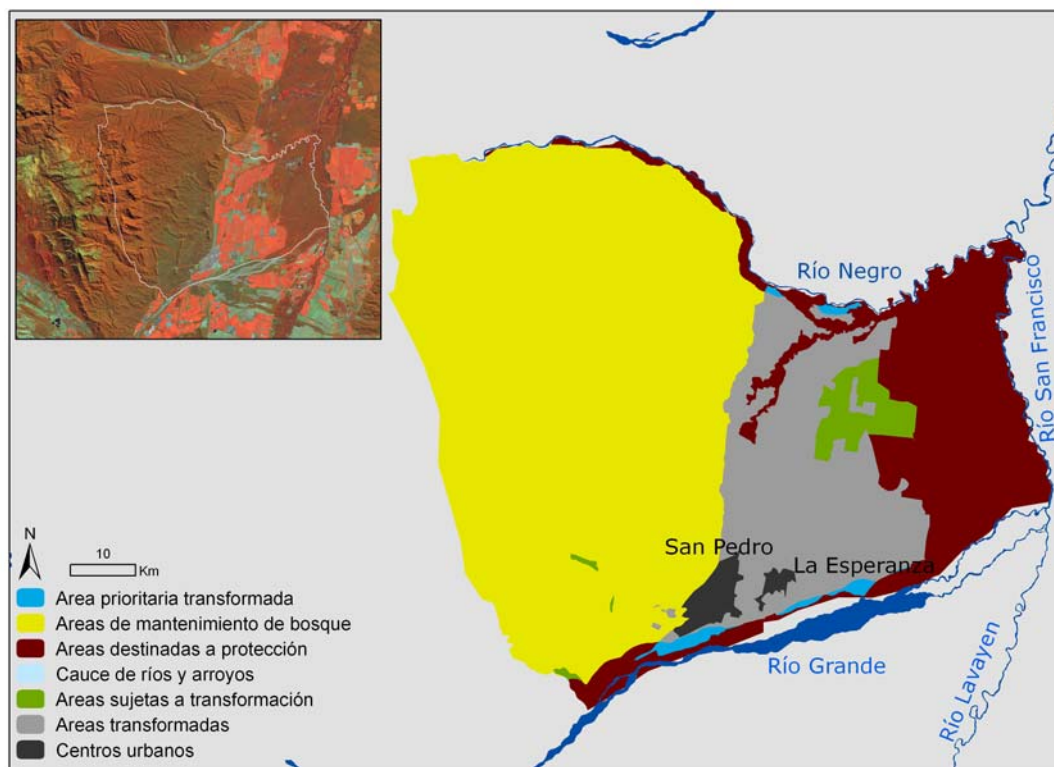 Río Negro
Río San Francisco
San Pedro
La Esperanza
Río Grande
Río Lavayen
N
10
Km
Area prioritaria transformada
Areas de mantenimiento de bosque
Areas destinadas a protección
Cauce de ríos y arroyos
Areas sujetas a transformación
Areas transformadas
Centros urbanos